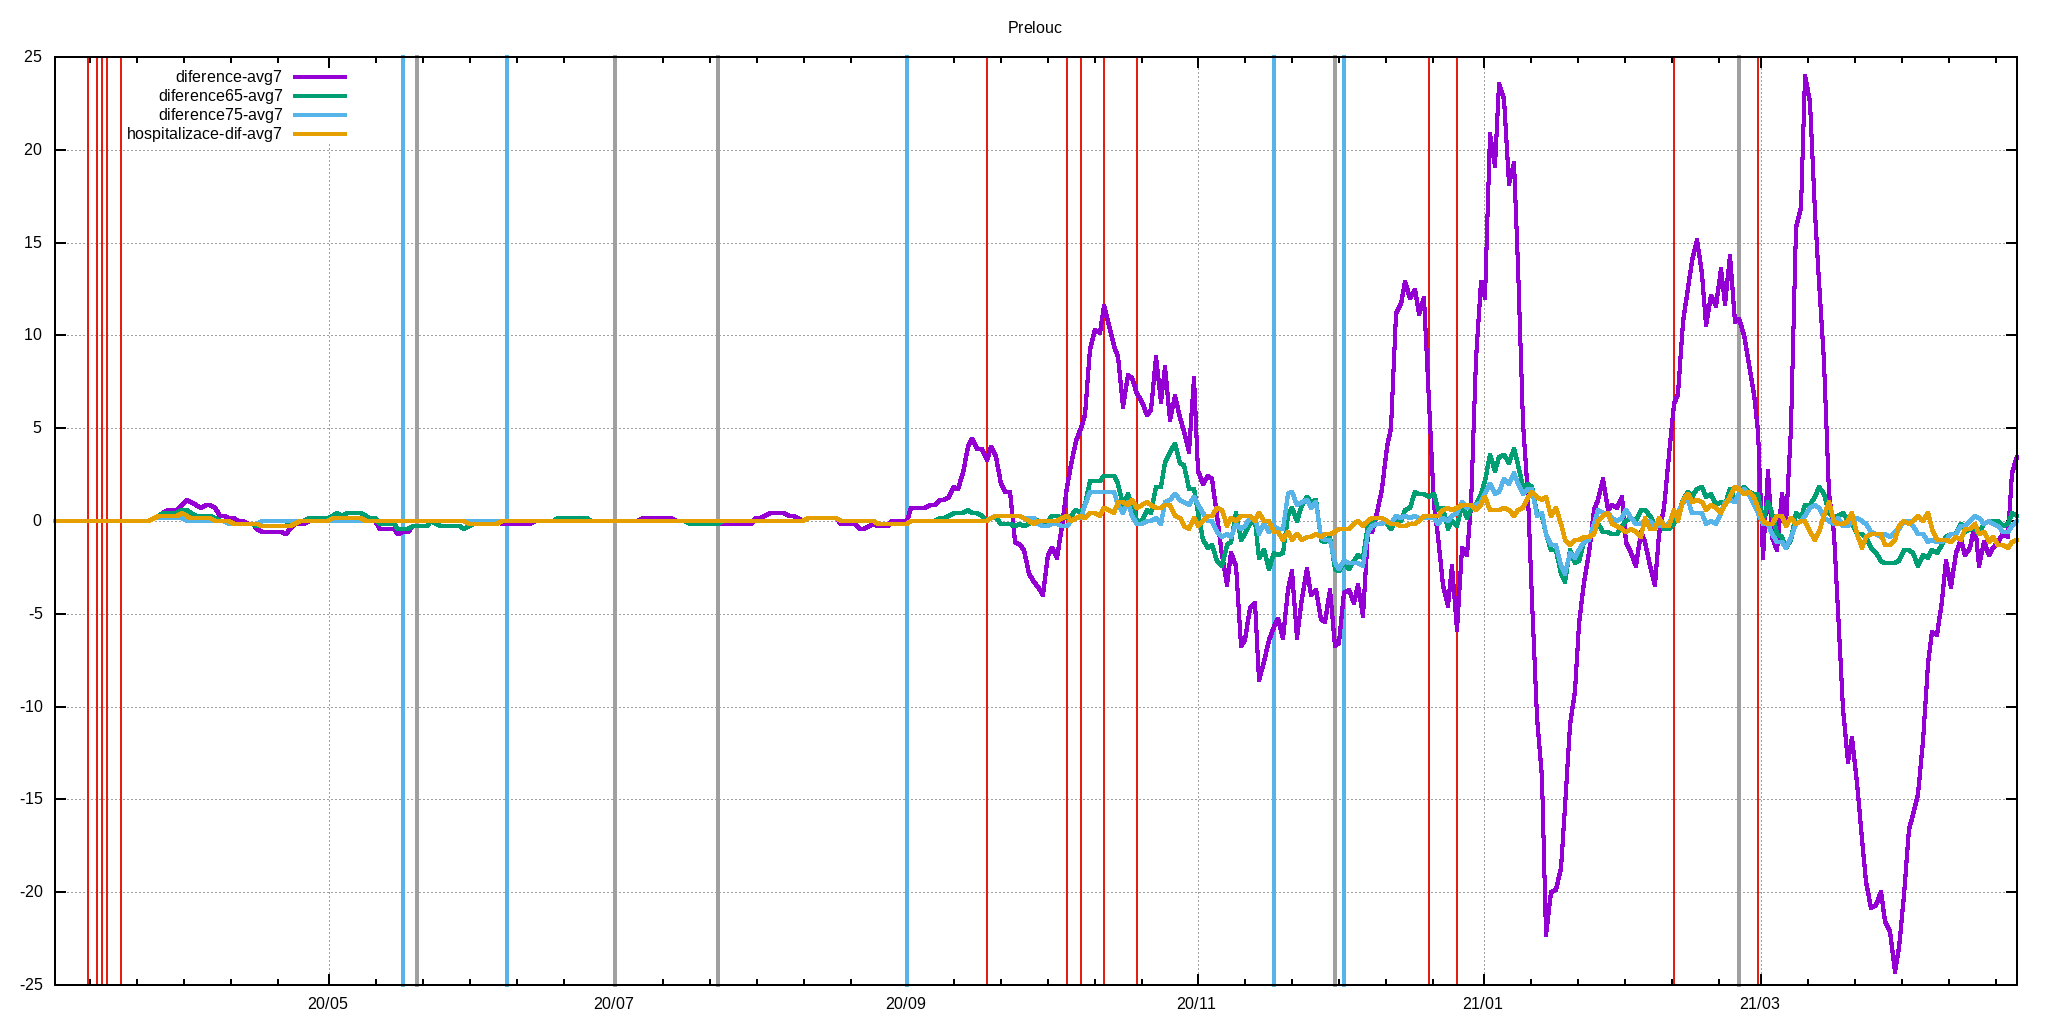 Prelouc
diference-avg7
diference65-avg7
diference75-avg7
hospitalizace-dif-avg7
25
20
15
10
5
0
-5
-10
-15
-20
-25
20/05 20/07 20/09 20/11 21/01 21/03